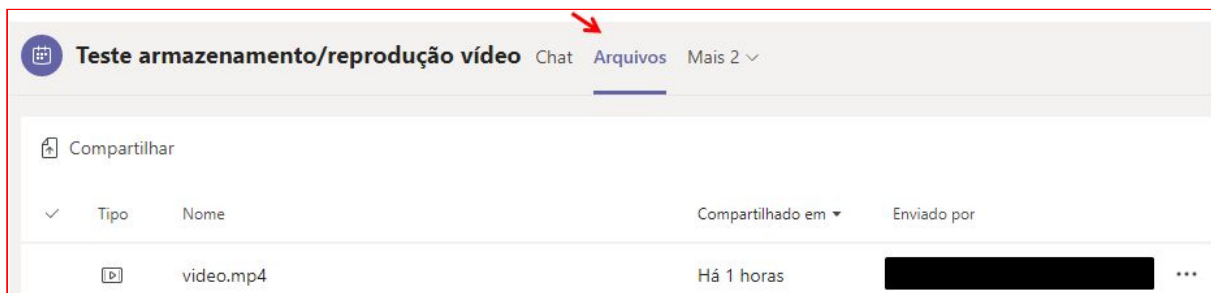 Teste armazenamento/reprodução vídeo Chat Arquivos Mais 2
Compartilhar
Tipo Nome Compartilhado em Enviado por
video.mp4 Há 1 horas